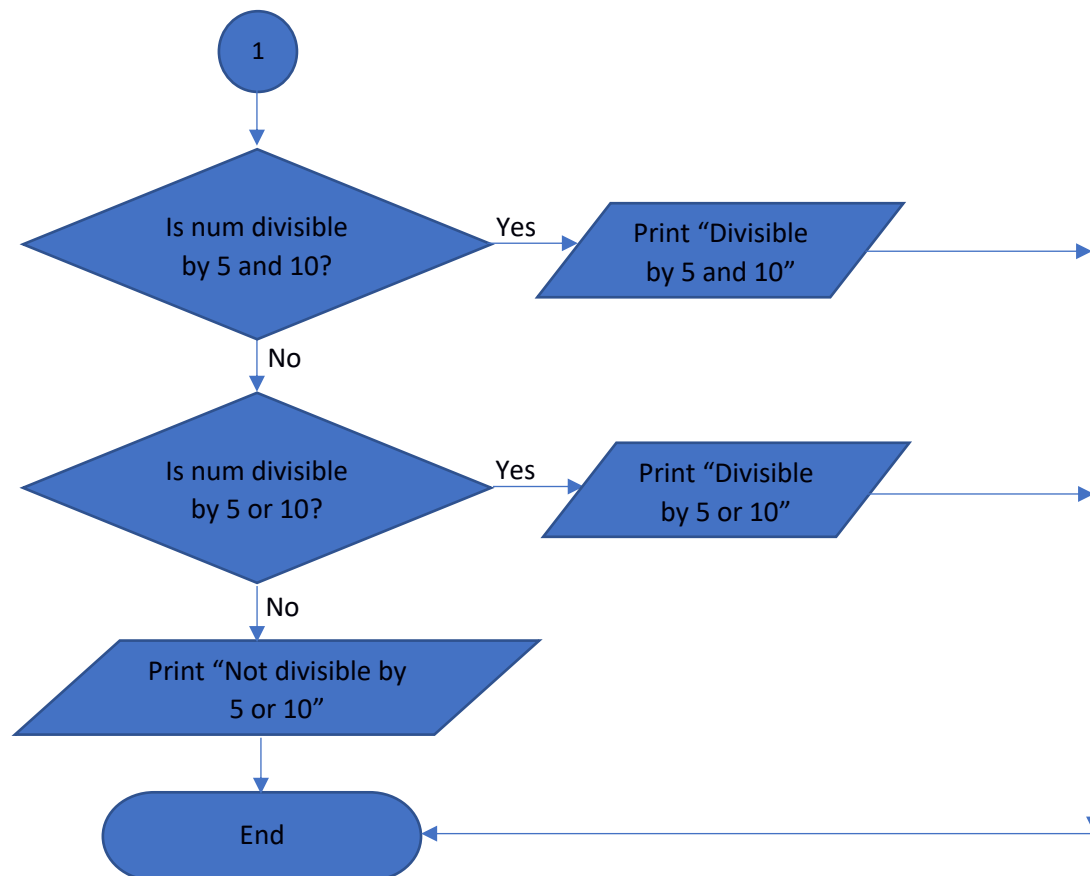 1
Is num divisible
by 5 and 10?
Yes
Print “Divisible
by 5 and 10”
No
Is num divisible
by 5 or 10?
Yes
Print “Divisible
by 5 or 10”
No
Print “Not divisible by
5 or 10”
End